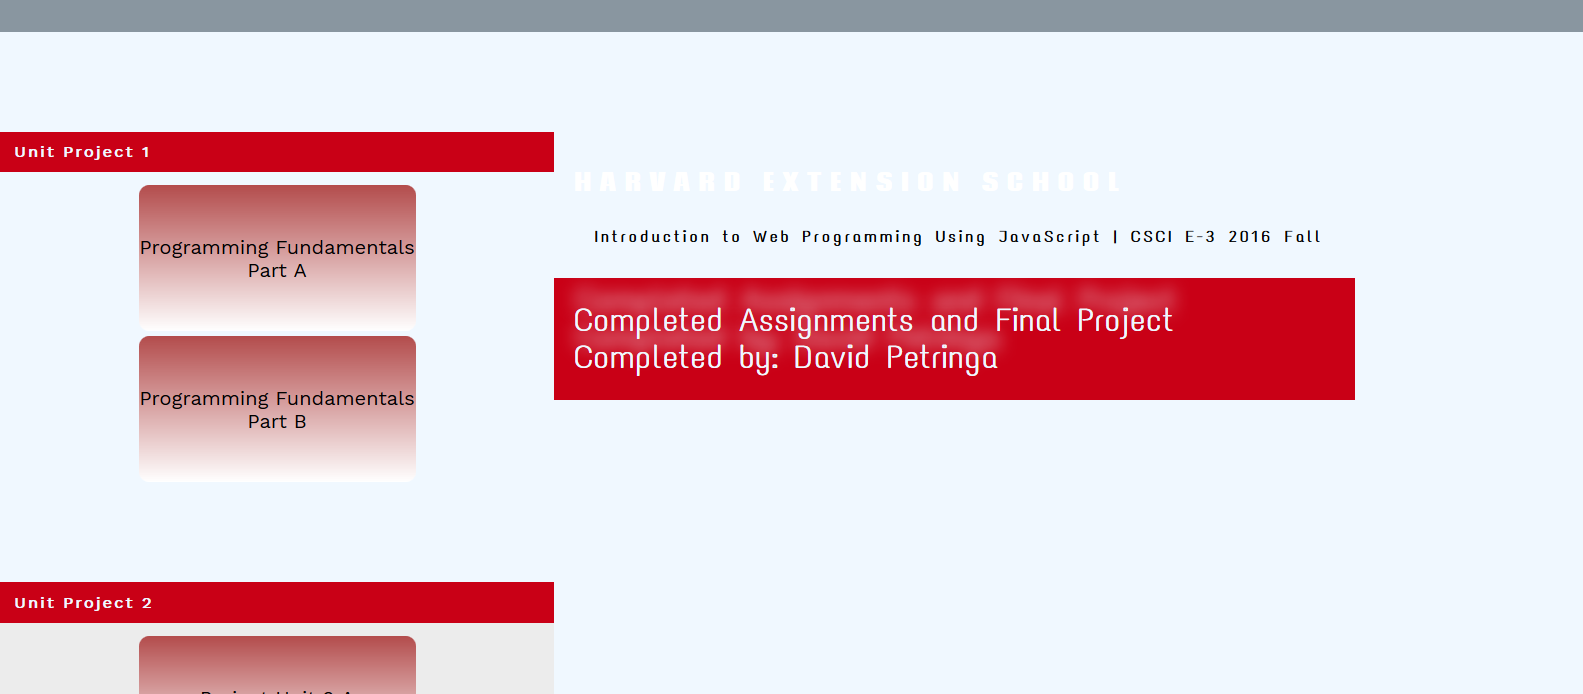 Unit Project 1
Programming Fundamentals
Part A
Programming Fundamentals
Part B
Unit Project 2
HARVARD EXTENSION SCHOOL
Introduction to Web Programming Using JavaScript | CSCI E-3 2016 Fall
Completed Assignments and Final Project
Completed by: David Petringa